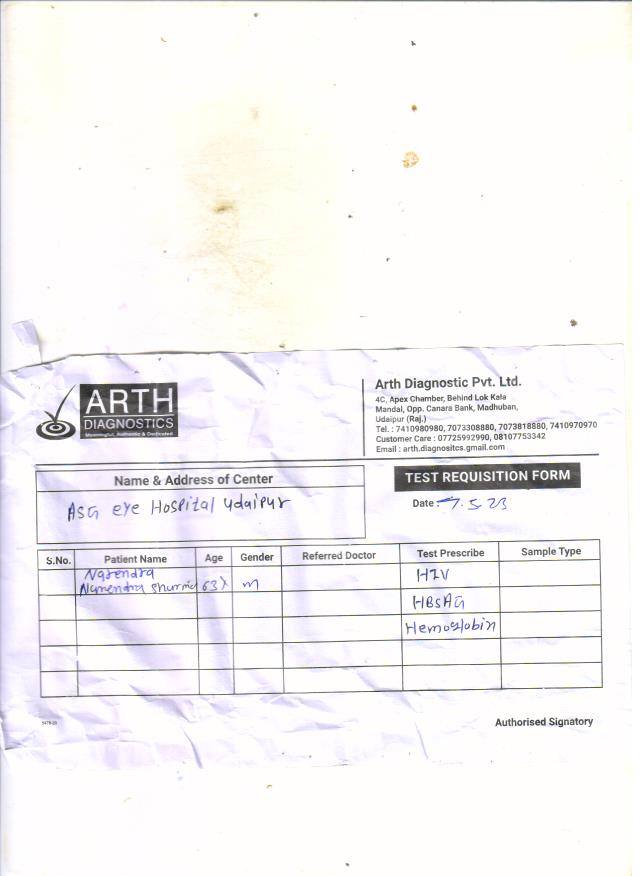 ARTH
DIAGNOSTICS
Meaningful, Authentic & Dedicated
Arth Diagnostic Pvt. Ltd.
4C, Apex Chamber, Behind Lok Kala
Mandal, Opp. Canara Bank, Madhuban,
Udaipur (Raj.)
Tel. : 7410980980, 7073308880, 7073818880, 7410970970
Customer Care : 07725992990, 08107753342
Email : arth.diagnositcs.gmail.com
Name & Address of Center
ASG eye Hospital Udaipur
TEST REQUISITION FORM
Date : 7.5.23
S.No. Patient Name Age Gender Referred Doctor Test Prescribe Sample Type
Narendra
Narendra 63 m HIV
HBsAG
Hemoglobin
Authorised Signatory